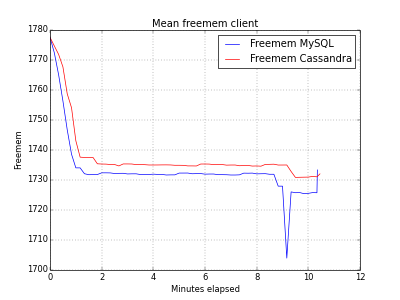 Mean freemem client
1780
1770
1760
1750
1740
1730
1720
1710
1700
Freemem
Freemem MySQL
Freemem Cassandra
0 2 4 6 8 10 12
Minutes elapsed